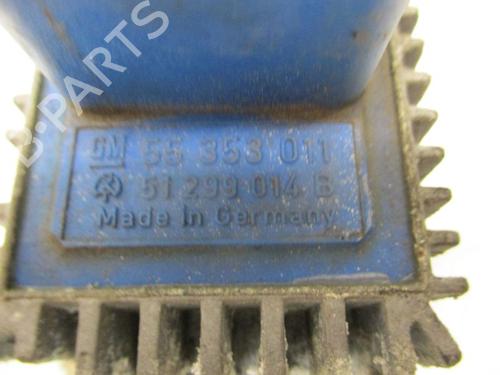 B-PARTS
GM 55 353 011
51 299 014 B
Made in Germany